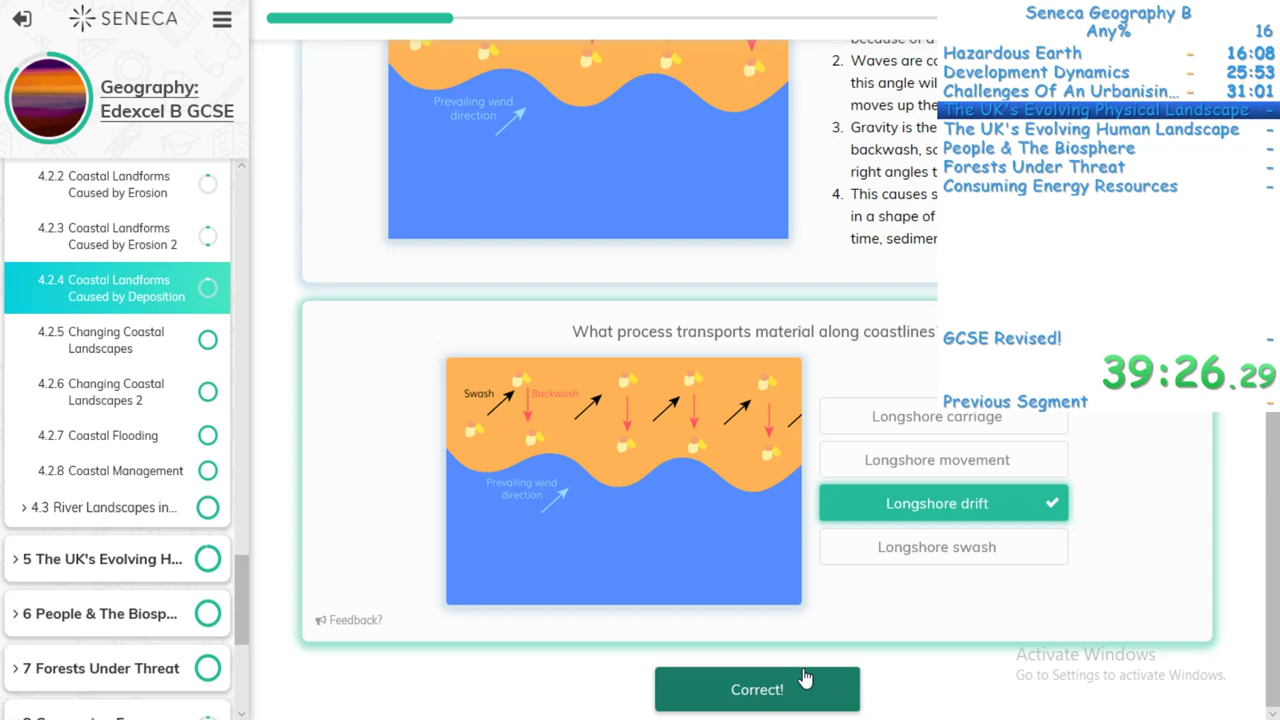 SENECA
Geography:
Edexcel B GCSE
4.2.2 Coastal Landforms
Caused by Erosion
4.2.3 Coastal Landforms
Caused by Erosion 2
4.2.4 Coastal Landforms
Caused by Deposition
4.2.5 Changing Coastal
Landscapes
4.2.6 Changing Coastal
Landscapes 2
4.2.7 Coastal Flooding
4.2.8 Coastal Management
4.3 River Landscapes in...
5 The UK's Evolving H...
6 People & The Biosp...
7 Forests Under Threat
Prevailing wind
direction
because of a
2. Waves are co
this angle wil
moves up the
3. Gravity is the
backwash, so
right angles t
4. This causes s
in a shape of
time, sedimen
What process transports material along coastlines
Swash
Backwash
Prevailing wind
direction
Longshore carriage
Longshore movement
Longshore drift
Longshore swash
Feedback?
Correct!
Seneca Geography B
Any% 16
Hazardous Earth - 16:08
Development Dynamics - 25:53
Challenges Of An Urbanisin... - 31:01
The UK's Evolving Physical Landscape -
The UK's Evolving Human Landscape -
People & The Biosphere -
Forests Under Threat -
Consuming Energy Resources -
GCSE Revised! -
39:26.29
Previous Segment -
Activate Windows
Go to Settings to activate Windows.